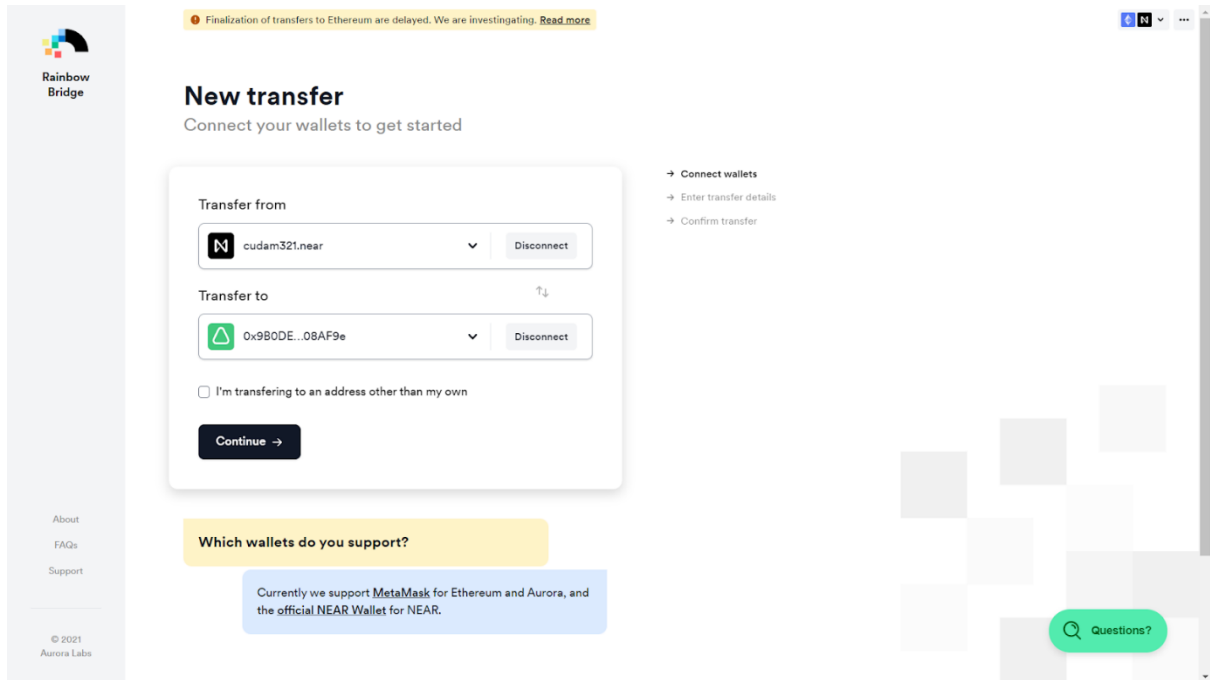 Finalization of transfers to Ethereum are delayed. We are investingating. Read more
Rainbow
Bridge
New transfer
Connect your wallets to get started
Transfer from
cudam321.near
Disconnect
Transfer to
0x9B0DE...08AF9e
Disconnect
I'm transfering to an address other than my own
Continue →
→ Connect wallets
→ Enter transfer details
→ Confirm transfer
Which wallets do you support?
Currently we support MetaMask for Ethereum and Aurora, and
the official NEAR Wallet for NEAR.
About
FAQs
Support
© 2021
Aurora Labs
Questions?